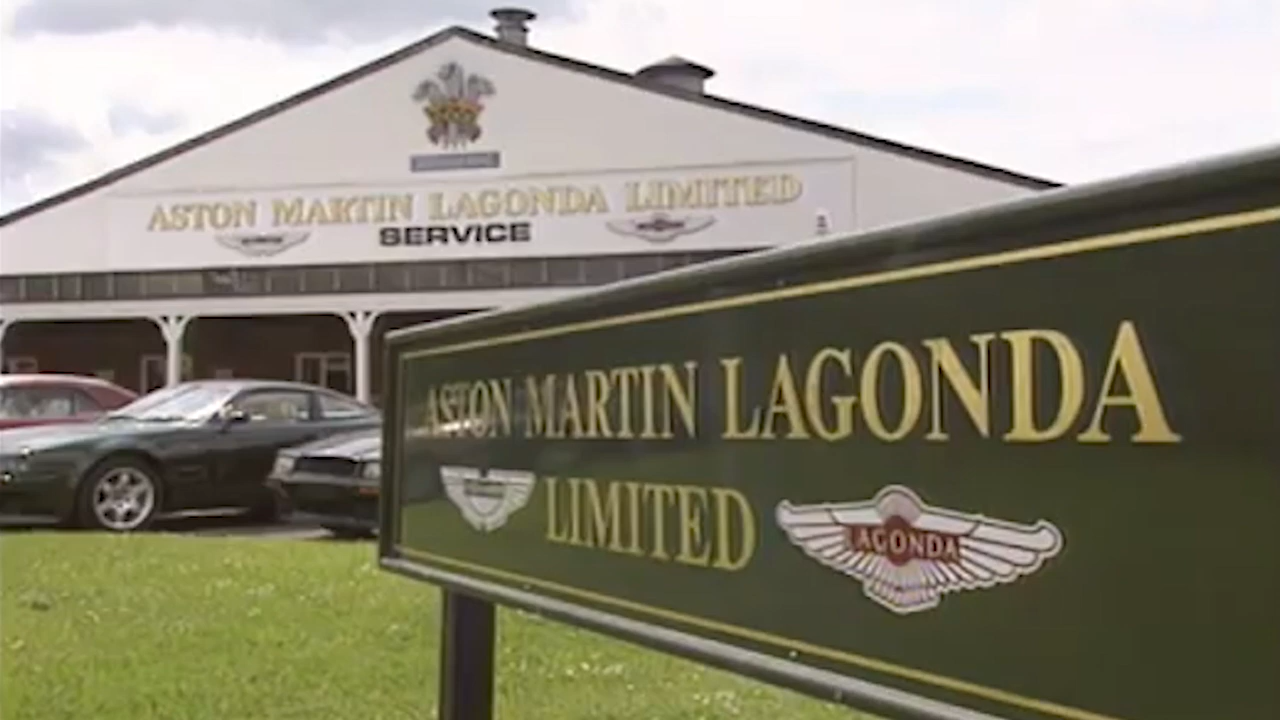 ASTON MARTIN LAGONDA LIMITED
SERVICE
ASTON MARTIN LAGONDA
LIMITED
LAGONDA